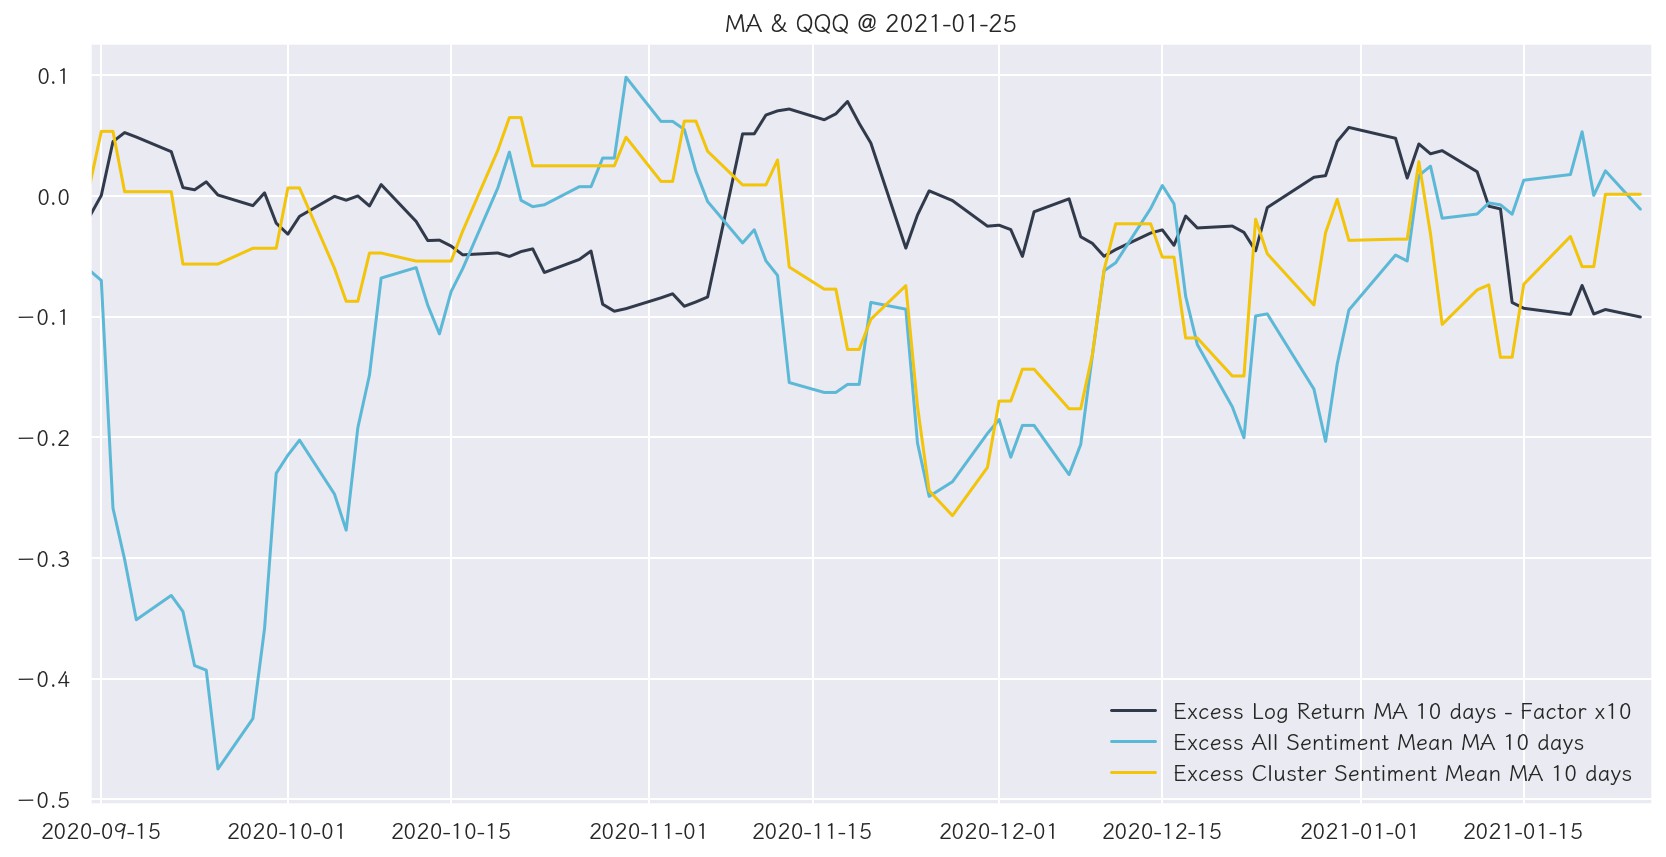 MA & QQQ @ 2021-01-25
0.1
0.0
−0.1
−0.2
−0.3
−0.4
−0.5
Excess Log Return MA 10 days - Factor x10
Excess All Sentiment Mean MA 10 days
Excess Cluster Sentiment Mean MA 10 days
2020-09-15 2020-10-01 2020-10-15 2020-11-01 2020-11-15 2020-12-01 2020-12-15 2021-01-01 2021-01-15